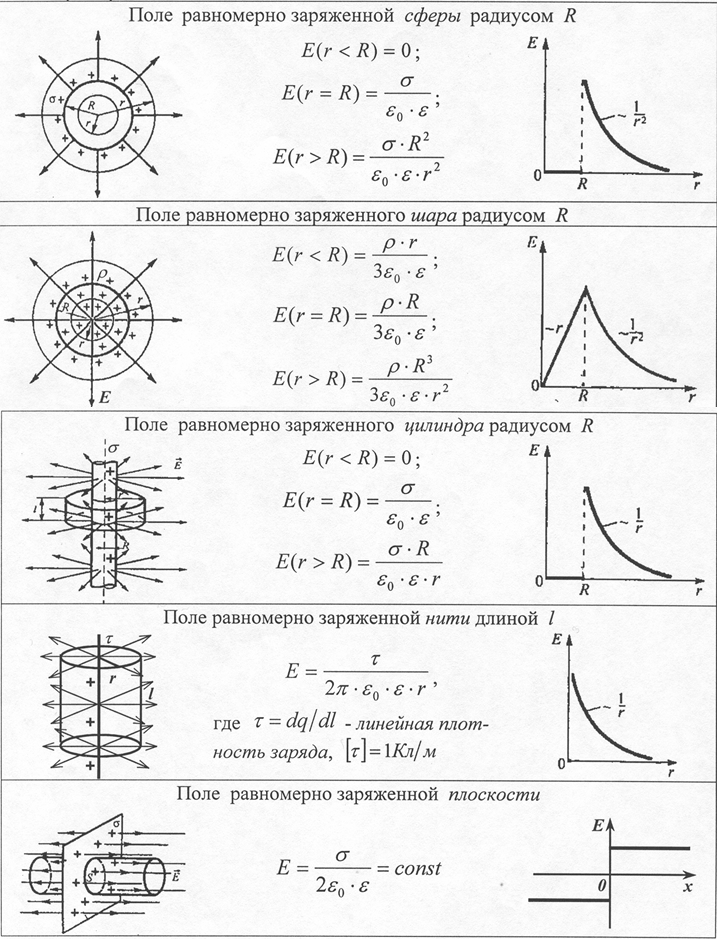 Поле равномерно заряженной сферы радиусом R
σ
R
r
r
E(r < R) = 0;
E(r = R) = σ / (ε₀ · ε);
E(r > R) = (σ · R²) / (ε₀ · ε · r²)
E
~ 1/r²
0
R
r
Поле равномерно заряженного шара радиусом R
ρ
R
r
r
E
E(r < R) = (ρ · r) / (3ε₀ · ε);
E(r = R) = (ρ · R) / (3ε₀ · ε);
E(r > R) = (ρ · R³) / (3ε₀ · ε · r²)
E
~r
~ 1/r²
0
R
r
Поле равномерно заряженного цилиндра радиусом R
σ
E⃗
r
l
R
E(r < R) = 0;
E(r = R) = σ / (ε₀ · ε);
E(r > R) = (σ · R) / (ε₀ · ε · r)
E
~ 1/r
0
R
r
Поле равномерно заряженной нити длиной l
τ
r
l
E = τ / (2π · ε₀ · ε · r),
где τ = dq/dl - линейная плот-
ность заряда, [τ] = 1Кл/м
E
~ 1/r
0
r
Поле равномерно заряженной плоскости
σ
S
E⃗
E = σ / (2ε₀ · ε) = const
E
0
x